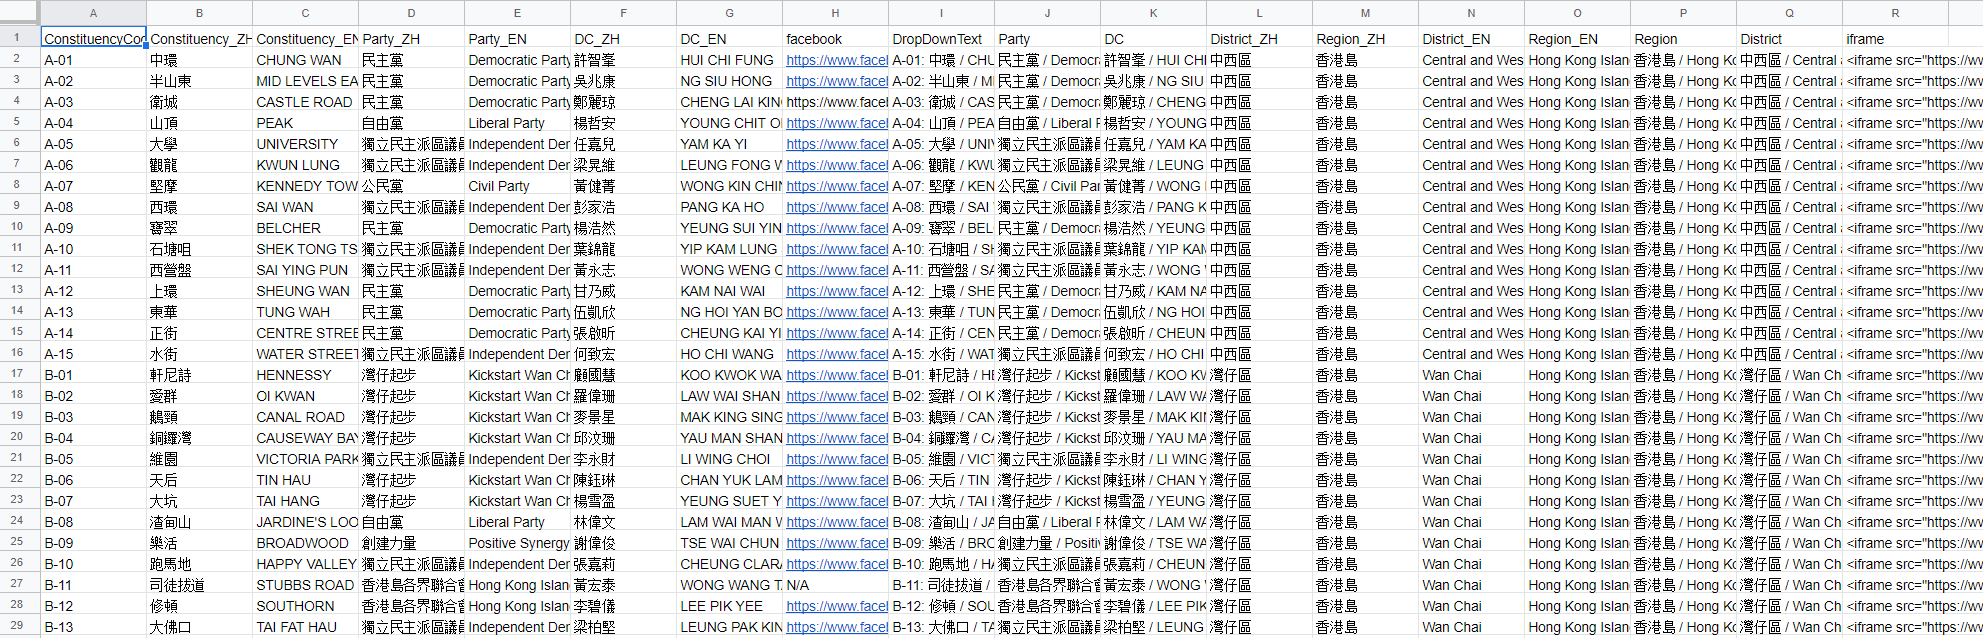 A B C D E F G H I J K L M N O P Q R
1 ConstituencyCo Constituency_ZH Constituency_EN Party_ZH Party_EN DC_ZH DC_EN facebook DropDownText Party DC District_ZH Region_ZH District_EN Region_EN Region District iframe
2 A-01 中環 CHUNG WAN 民主黨 Democratic Party 許智峯 HUI CHI FUNG https://www.facel A-01: 中環 / CHU 民主黨 / Democra 許智峯 / HUI CHI 中西區 香港島 Central and Wes Hong Kong Islan 香港島 / Hong Ko 中西區 / Central <iframe src="https://ww
3 A-02 半山東 MID LEVELS EA 民主黨 Democratic Party 吳兆康 NG SIU HONG https://www.facel A-02: 半山東 / MI 民主黨 / Democra 吳兆康 / NG SIU 中西區 香港島 Central and Wes Hong Kong Islan 香港島 / Hong Ko 中西區 / Central <iframe src="https://ww
4 A-03 衛城 CASTLE ROAD 民主黨 Democratic Party 鄭麗琼 CHENG LAI KIN https://www.facel A-03: 衛城 / CAS 民主黨 / Democra 鄭麗琼 / CHENG 中西區 香港島 Central and Wes Hong Kong Islan 香港島 / Hong Ko 中西區 / Central <iframe src="https://ww
5 A-04 山頂 PEAK 自由黨 Liberal Party 楊哲安 YOUNG CHIT O https://www.facel A-04: 山頂 / PEA 自由黨 / Liberal 楊哲安 / YOUNG 中西區 香港島 Central and Wes Hong Kong Islan 香港島 / Hong Ko 中西區 / Central <iframe src="https://ww
6 A-05 大學 UNIVERSITY 獨立民主派區議員 Independent Der 任嘉兒 YAM KA YI https://www.facel A-05: 大學 / UNI 獨立民主派區議員 任嘉兒 / YAM KA 中西區 香港島 Central and Wes Hong Kong Islan 香港島 / Hong Ko 中西區 / Central <iframe src="https://ww
7 A-06 觀龍 KWUN LUNG 獨立民主派區議員 Independent Der 梁晃維 LEUNG FONG W https://www.facel A-06: 觀龍 / KWU 獨立民主派區議員 梁晃維 / LEUNG 中西區 香港島 Central and Wes Hong Kong Islan 香港島 / Hong Ko 中西區 / Central <iframe src="https://ww
8 A-07 堅摩 KENNEDY TOW 公民黨 Civil Party 黃健菁 WONG KIN CHI https://www.facel A-07: 堅摩 / KEN 公民黨 / Civil Par 黃健菁 / WONG 中西區 香港島 Central and Wes Hong Kong Islan 香港島 / Hong Ko 中西區 / Central <iframe src="https://ww
9 A-08 西環 SAI WAN 獨立民主派區議員 Independent Der 彭家浩 PANG KA HO https://www.facel A-08: 西環 / SAI 獨立民主派區議員 彭家浩 / PANG K 中西區 香港島 Central and Wes Hong Kong Islan 香港島 / Hong Ko 中西區 / Central <iframe src="https://ww
10 A-09 寶翠 BELCHER 民主黨 Democratic Party 楊浩然 YEUNG SUI YIN https://www.facel A-09: 寶翠 / BEL 民主黨 / Democra 楊浩然 / YEUNG 中西區 香港島 Central and Wes Hong Kong Islan 香港島 / Hong Ko 中西區 / Central <iframe src="https://ww
11 A-10 石塘咀 SHEK TONG TS 獨立民主派區議員 Independent Der 葉錦龍 YIP KAM LUNG https://www.facel A-10: 石塘咀 / SH 獨立民主派區議員 葉錦龍 / YIP KAM 中西區 香港島 Central and Wes Hong Kong Islan 香港島 / Hong Ko 中西區 / Central <iframe src="https://ww
12 A-11 西營盤 SAI YING PUN 獨立民主派區議員 Independent Der 黃永志 WONG WENG C https://www.facel A-11: 西營盤 / SA 獨立民主派區議員 黃永志 / WONG 中西區 香港島 Central and Wes Hong Kong Islan 香港島 / Hong Ko 中西區 / Central <iframe src="https://ww
13 A-12 上環 SHEUNG WAN 民主黨 Democratic Party 甘乃威 KAM NAI WAI https://www.facel A-12: 上環 / SHE 民主黨 / Democra 甘乃威 / KAM NA 中西區 香港島 Central and Wes Hong Kong Islan 香港島 / Hong Ko 中西區 / Central <iframe src="https://ww
14 A-13 東華 TUNG WAH 民主黨 Democratic Party 伍凱欣 NG HOI YAN BO https://www.facel A-13: 東華 / TUN 民主黨 / Democra 伍凱欣 / NG HOI 中西區 香港島 Central and Wes Hong Kong Islan 香港島 / Hong Ko 中西區 / Central <iframe src="https://ww
15 A-14 正街 CENTRE STREE 民主黨 Democratic Party 張啟昕 CHEUNG KAI YI https://www.facel A-14: 正街 / CEN 民主黨 / Democra 張啟昕 / CHEUN 中西區 香港島 Central and Wes Hong Kong Islan 香港島 / Hong Ko 中西區 / Central <iframe src="https://ww
16 A-15 水街 WATER STREET 獨立民主派區議員 Independent Der 何致宏 HO CHI WANG https://www.facel A-15: 水街 / WAT 獨立民主派區議員 何致宏 / HO CHI 中西區 香港島 Central and Wes Hong Kong Islan 香港島 / Hong Ko 中西區 / Central <iframe src="https://ww
17 B-01 軒尼詩 HENNESSY 灣仔起步 Kickstart Wan Ch 顧國慧 KOO KWOK WA https://www.facel B-01: 軒尼詩 / HE 灣仔起步 / Kickst 顧國慧 / KOO KV 灣仔區 香港島 Wan Chai Hong Kong Islan 香港島 / Hong Ko 灣仔區 / Wan Ch <iframe src="https://ww
18 B-02 愛群 OI KWAN 灣仔起步 Kickstart Wan Ch 羅偉珊 LAW WAI SHAN https://www.facel B-02: 愛群 / OI K 灣仔起步 / Kickst 羅偉珊 / LAW WA 灣仔區 香港島 Wan Chai Hong Kong Islan 香港島 / Hong Ko 灣仔區 / Wan Ch <iframe src="https://ww
19 B-03 鵝頸 CANAL ROAD 灣仔起步 Kickstart Wan Ch 麥景星 MAK KING SING https://www.facel B-03: 鵝頸 / CAN 灣仔起步 / Kickst 麥景星 / MAK KI 灣仔區 香港島 Wan Chai Hong Kong Islan 香港島 / Hong Ko 灣仔區 / Wan Ch <iframe src="https://ww
20 B-04 銅鑼灣 CAUSEWAY BAY 灣仔起步 Kickstart Wan Ch 邱汶珊 YAU MAN SHAN https://www.facel B-04: 銅鑼灣 / CA 灣仔起步 / Kickst 邱汶珊 / YAU MA 灣仔區 香港島 Wan Chai Hong Kong Islan 香港島 / Hong Ko 灣仔區 / Wan Ch <iframe src="https://ww
21 B-05 維園 VICTORIA PARK 獨立民主派區議員 Independent Der 李永財 LI WING CHOI https://www.facel B-05: 維園 / VICT 獨立民主派區議員 李永財 / LI WING 灣仔區 香港島 Wan Chai Hong Kong Islan 香港島 / Hong Ko 灣仔區 / Wan Ch <iframe src="https://ww
22 B-06 天后 TIN HAU 灣仔起步 Kickstart Wan Ch 陳鈺琳 CHAN YUK LAM https://www.facel B-06: 天后 / TIN 灣仔起步 / Kickst 陳鈺琳 / CHAN Y 灣仔區 香港島 Wan Chai Hong Kong Islan 香港島 / Hong Ko 灣仔區 / Wan Ch <iframe src="https://ww
23 B-07 大坑 TAI HANG 灣仔起步 Kickstart Wan Ch 楊雪盈 YEUNG SUET Y https://www.facel B-07: 大坑 / TAI 灣仔起步 / Kickst 楊雪盈 / YEUNG 灣仔區 香港島 Wan Chai Hong Kong Islan 香港島 / Hong Ko 灣仔區 / Wan Ch <iframe src="https://ww
24 B-08 渣甸山 JARDINE'S LOO 自由黨 Liberal Party 林偉文 LAM WAI MAN https://www.facel B-08: 渣甸山 / JA 自由黨 / Liberal 林偉文 / LAM WA 灣仔區 香港島 Wan Chai Hong Kong Islan 香港島 / Hong Ko 灣仔區 / Wan Ch <iframe src="https://ww
25 B-09 樂活 BROADWOOD 創建力量 Positive Synergy 謝偉俊 TSE WAI CHUN https://www.facel B-09: 樂活 / BRO 創建力量 / Positiv 謝偉俊 / TSE WA 灣仔區 香港島 Wan Chai Hong Kong Islan 香港島 / Hong Ko 灣仔區 / Wan Ch <iframe src="https://ww
26 B-10 跑馬地 HAPPY VALLEY 獨立民主派區議員 Independent Der 張嘉莉 CHEUNG CLARA https://www.facel B-10: 跑馬地 / HA 獨立民主派區議員 張嘉莉 / CHEUN 灣仔區 香港島 Wan Chai Hong Kong Islan 香港島 / Hong Ko 灣仔區 / Wan Ch <iframe src="https://ww
27 B-11 司徒拔道 STUBBS ROAD 香港島各界聯合會 Hong Kong Islan 黃宏泰 WONG WANG T. N/A B-11: 司徒拔道 / 香港島各界聯合會 黃宏泰 / WONG 灣仔區 香港島 Wan Chai Hong Kong Islan 香港島 / Hong Ko 灣仔區 / Wan Ch <iframe src="https://ww
28 B-12 修頓 SOUTHORN 香港島各界聯合會 Hong Kong Islan 李碧儀 LEE PIK YEE https://www.facel B-12: 修頓 / SOU 香港島各界聯合會 李碧儀 / LEE PIK 灣仔區 香港島 Wan Chai Hong Kong Islan 香港島 / Hong Ko 灣仔區 / Wan Ch <iframe src="https://ww
29 B-13 大佛口 TAI FAT HAU 獨立民主派區議員 Independent Der 梁柏堅 LEUNG PAK KIN https://www.facel B-13: 大佛口 / TA 獨立民主派區議員 梁柏堅 / LEUNG 灣仔區 香港島 Wan Chai Hong Kong Islan 香港島 / Hong Ko 灣仔區 / Wan Ch <iframe src="https://ww